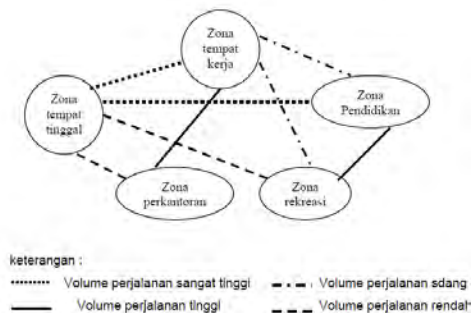 Zona
tempat
kerja
Zona
tempat
tinggal
Zona
Pendidikan
Zona
perkantoran
Zona
rekreasi
keterangan :
Volume perjalanan sangat tinggi
Volume perjalanan sdang
Volume perjalanan tinggi
Volume perjalanan rendah